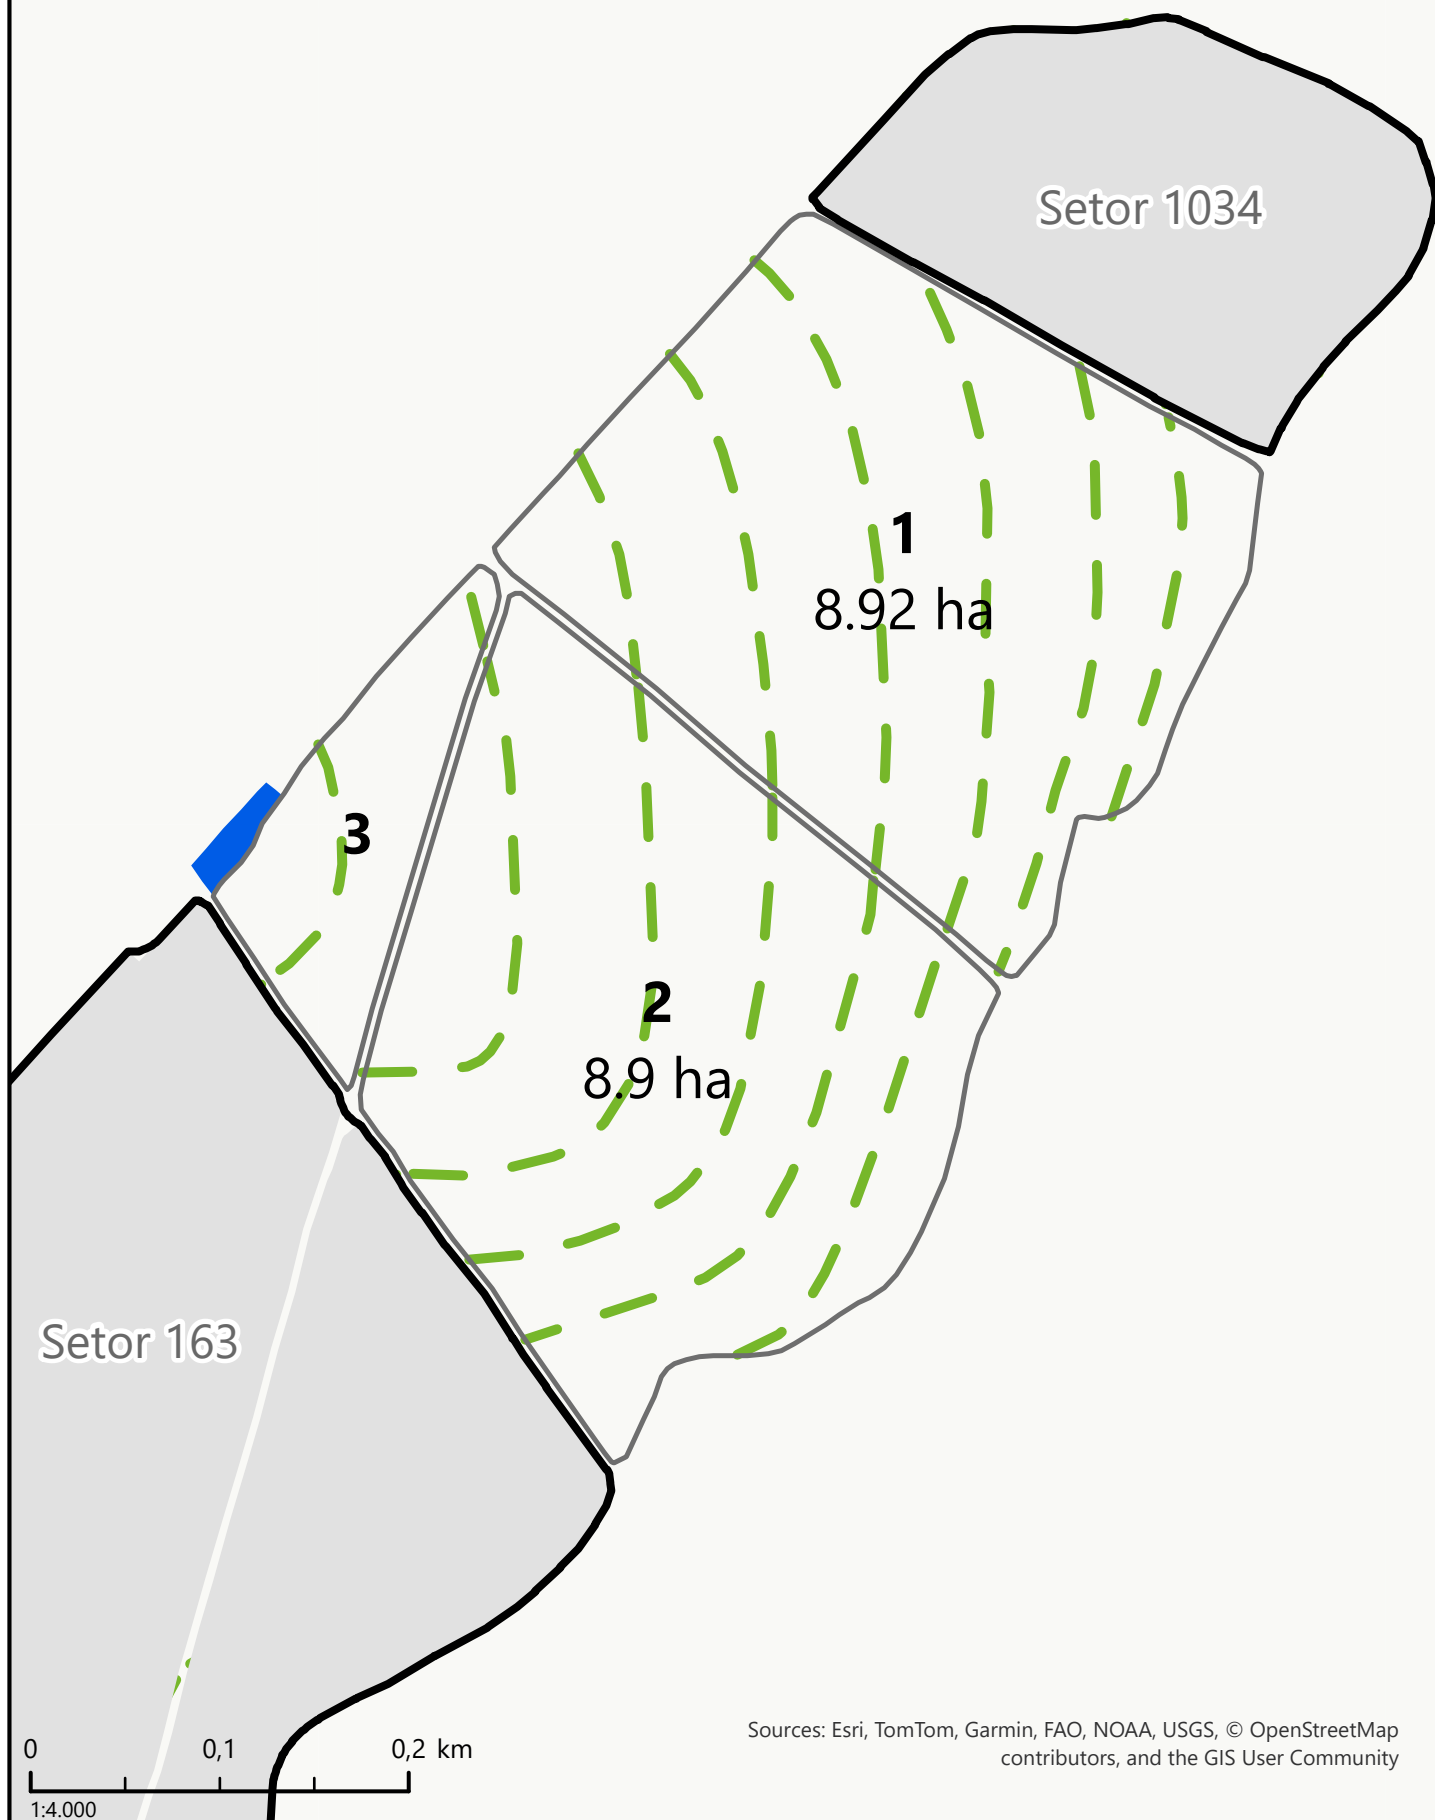 Setor 1034
1
8.92 ha
3
2
8.9 ha
Setor 163
0 0,1 0,2 km
1:4.000
Sources: Esri, TomTom, Garmin, FAO, NOAA, USGS, © OpenStreetMap
contributors, and the GIS User Community